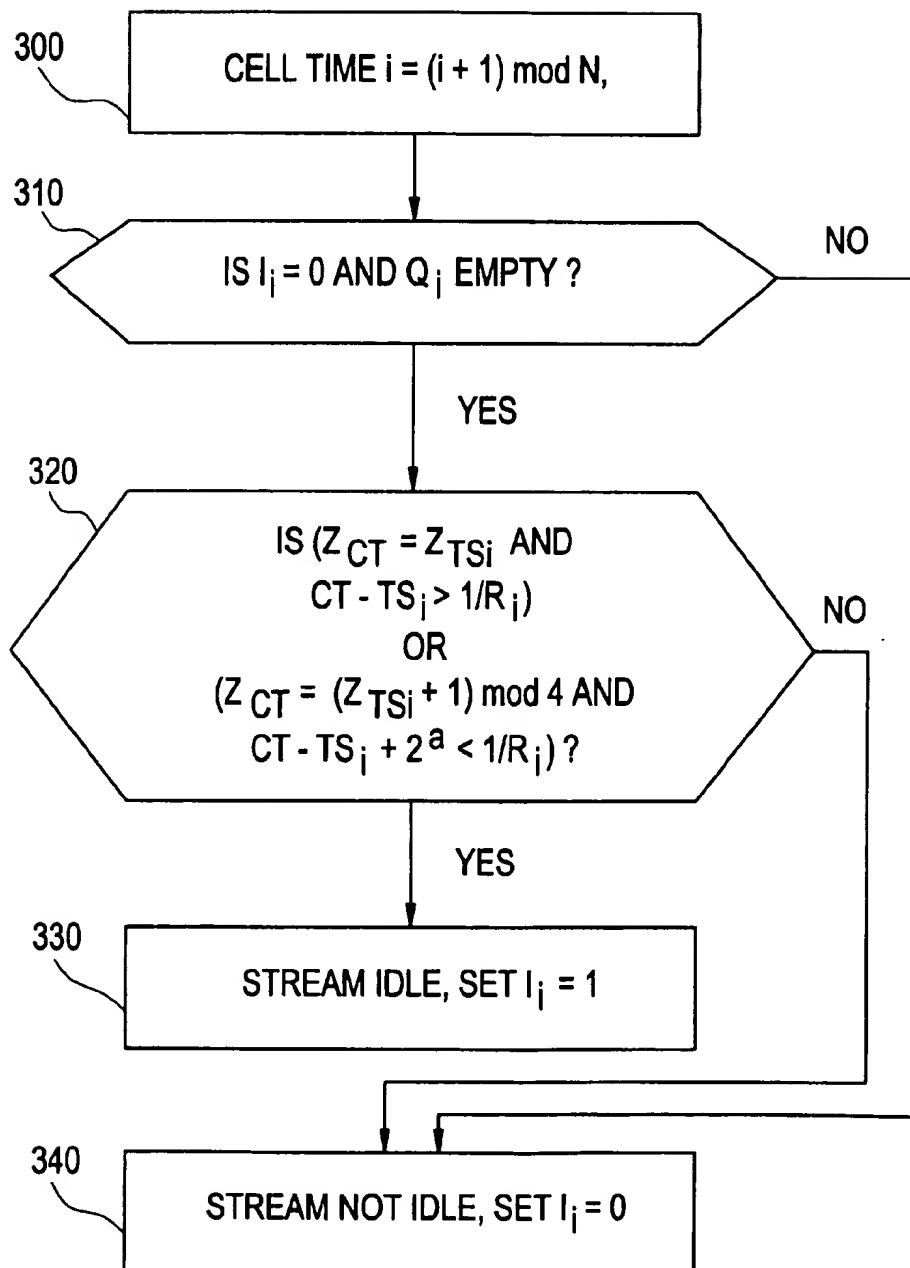 300
CELL TIME i = (i + 1) mod N,
310
IS I_i = 0 AND Q_i EMPTY ?
NO
YES
320
IS (Z_CT = Z_TSi AND
CT - TS_i > 1/R_i)
OR
(Z_CT = (Z_TSi + 1) mod 4 AND
CT - TS_i + 2^a < 1/R_i) ?
NO
YES
330
STREAM IDLE, SET I_i = 1
340
STREAM NOT IDLE, SET I_i = 0